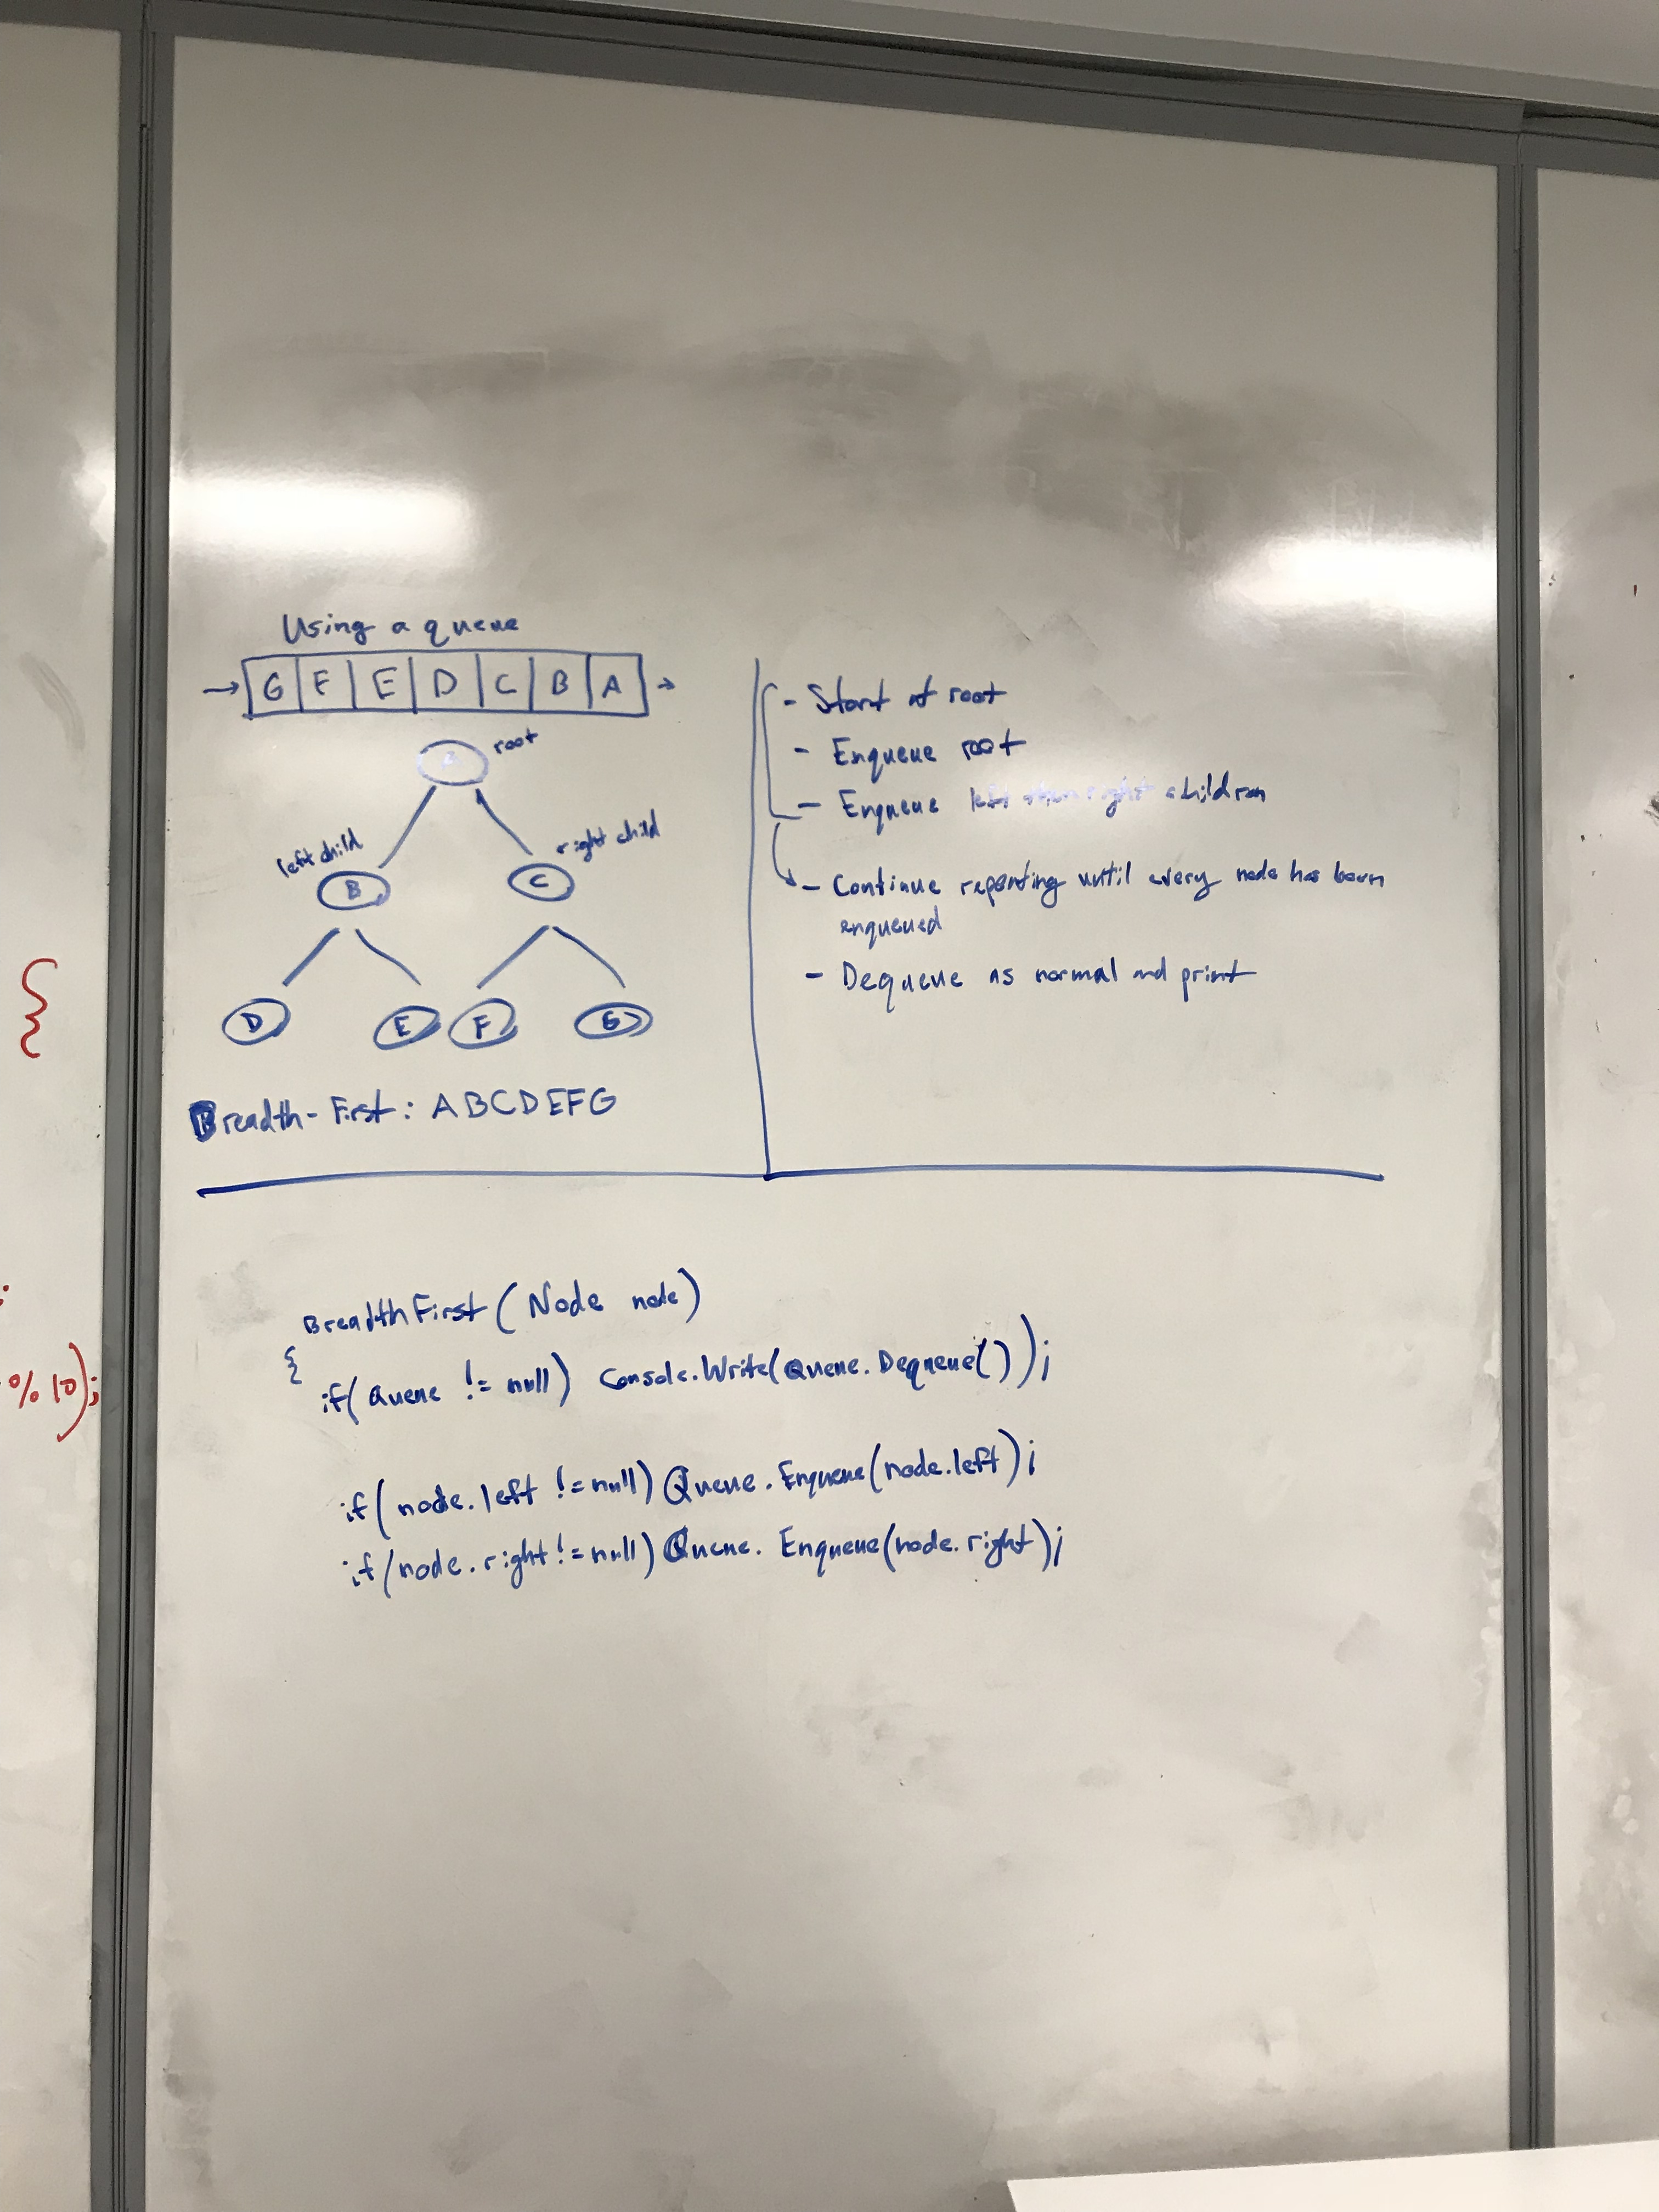 Using a queue
→ G F E D C B A →
A root
left child right child
B C
D E F G
Breadth-First: ABCDEFG
- Start at root
- Enqueue root
- Enqueue left then right children
- Continue repeating until every node has been
enqueued
- Dequeue as normal and print
BreadthFirst(Node node)
{
if(Queue != null) Console.Write(Queue.Dequeue());
if(node.left != null) Queue.Enqueue(node.left);
if(node.right != null) Queue.Enqueue(node.right);
}
;
%10);